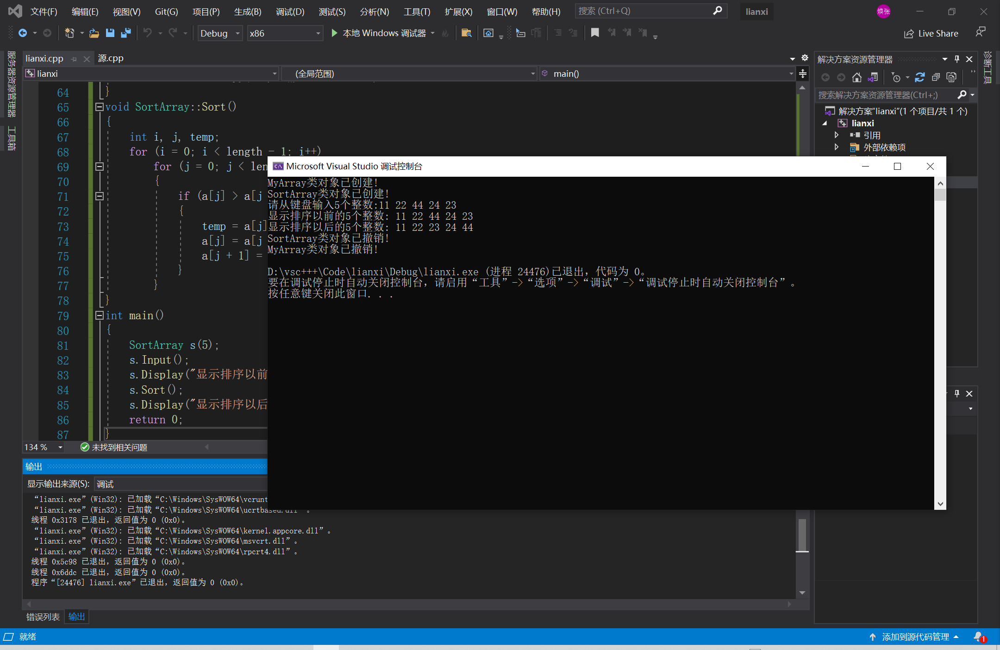 文件(F) 编辑(E) 视图(V) Git(G) 项目(P) 生成(B) 调试(D) 测试(S) 分析(N) 工具(T) 扩展(X) 窗口(W) 帮助(H) 搜索 (Ctrl+Q) lianxi 焕张
Debug x86 本地 Windows 调试器 Live Share
服务器资源管理器
工具箱
lianxi.cpp 源.cpp
lianxi (全局范围) main()
64 }
65 void SortArray::Sort()
66 {
67 int i, j, temp;
68 for (i = 0; i < length - 1; i++)
69 for (j = 0; j < len
70 {
71 if (a[j] > a[j
72 {
73 temp = a[j]
74 a[j] = a[j
75 a[j + 1] =
76 }
77 }
78 }
79 int main()
80 {
81 SortArray s(5);
82 s.Input();
83 s.Display("显示排序以前
84 s.Sort();
85 s.Display("显示排序以后
86 return 0;
87 }
134 % 未找到相关问题
Microsoft Visual Studio 调试控制台
MyArray类对象已创建!
SortArray类对象已创建!
请从键盘输入5个整数:11 22 44 24 23
显示排序以前的5个整数: 11 22 44 24 23
显示排序以后的5个整数: 11 22 23 24 44
SortArray类对象已撤销!
MyArray类对象已撤销!
D:\vsc+++\Code\lianxi\Debug\lianxi.exe (进程 24476)已退出，代码为 0。
要在调试停止时自动关闭控制台，请启用“工具”->“选项”->“调试”->“调试停止时自动关闭控制台”。
按任意键关闭此窗口. . .
解决方案资源管理器
搜索解决方案资源管理器(Ctrl+;)
解决方案“lianxi”(1 个项目/共 1 个)
lianxi
引用
外部依赖项
诊断工具
输出
显示输出来源(S): 调试
“lianxi.exe”(Win32): 已加载“C:\Windows\SysWOW64\vcrunt
“lianxi.exe”(Win32): 已加载“C:\Windows\SysWOW64\ucrtbased.dll”。
线程 0x3178 已退出，返回值为 0 (0x0)。
“lianxi.exe”(Win32): 已加载“C:\Windows\SysWOW64\kernel.appcore.dll”。
“lianxi.exe”(Win32): 已加载“C:\Windows\SysWOW64\msvcrt.dll”。
“lianxi.exe”(Win32): 已加载“C:\Windows\SysWOW64\rpcrt4.dll”。
线程 0x5c98 已退出，返回值为 0 (0x0)。
线程 0x6ddc 已退出，返回值为 0 (0x0)。
程序“[24476] lianxi.exe”已退出，返回值为 0 (0x0)。
错误列表 输出
就绪 添加到源代码管理 1